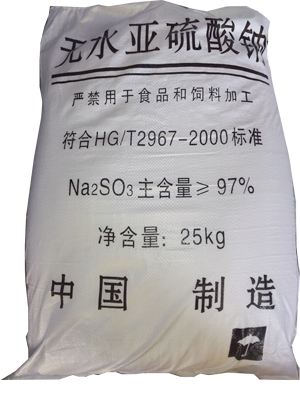 无水亚硫酸钠
严禁用于食品和饲料加工
符合HG/T2967-2000标准
Na₂SO₃主含量≥97%
净含量：25kg
中国 制造